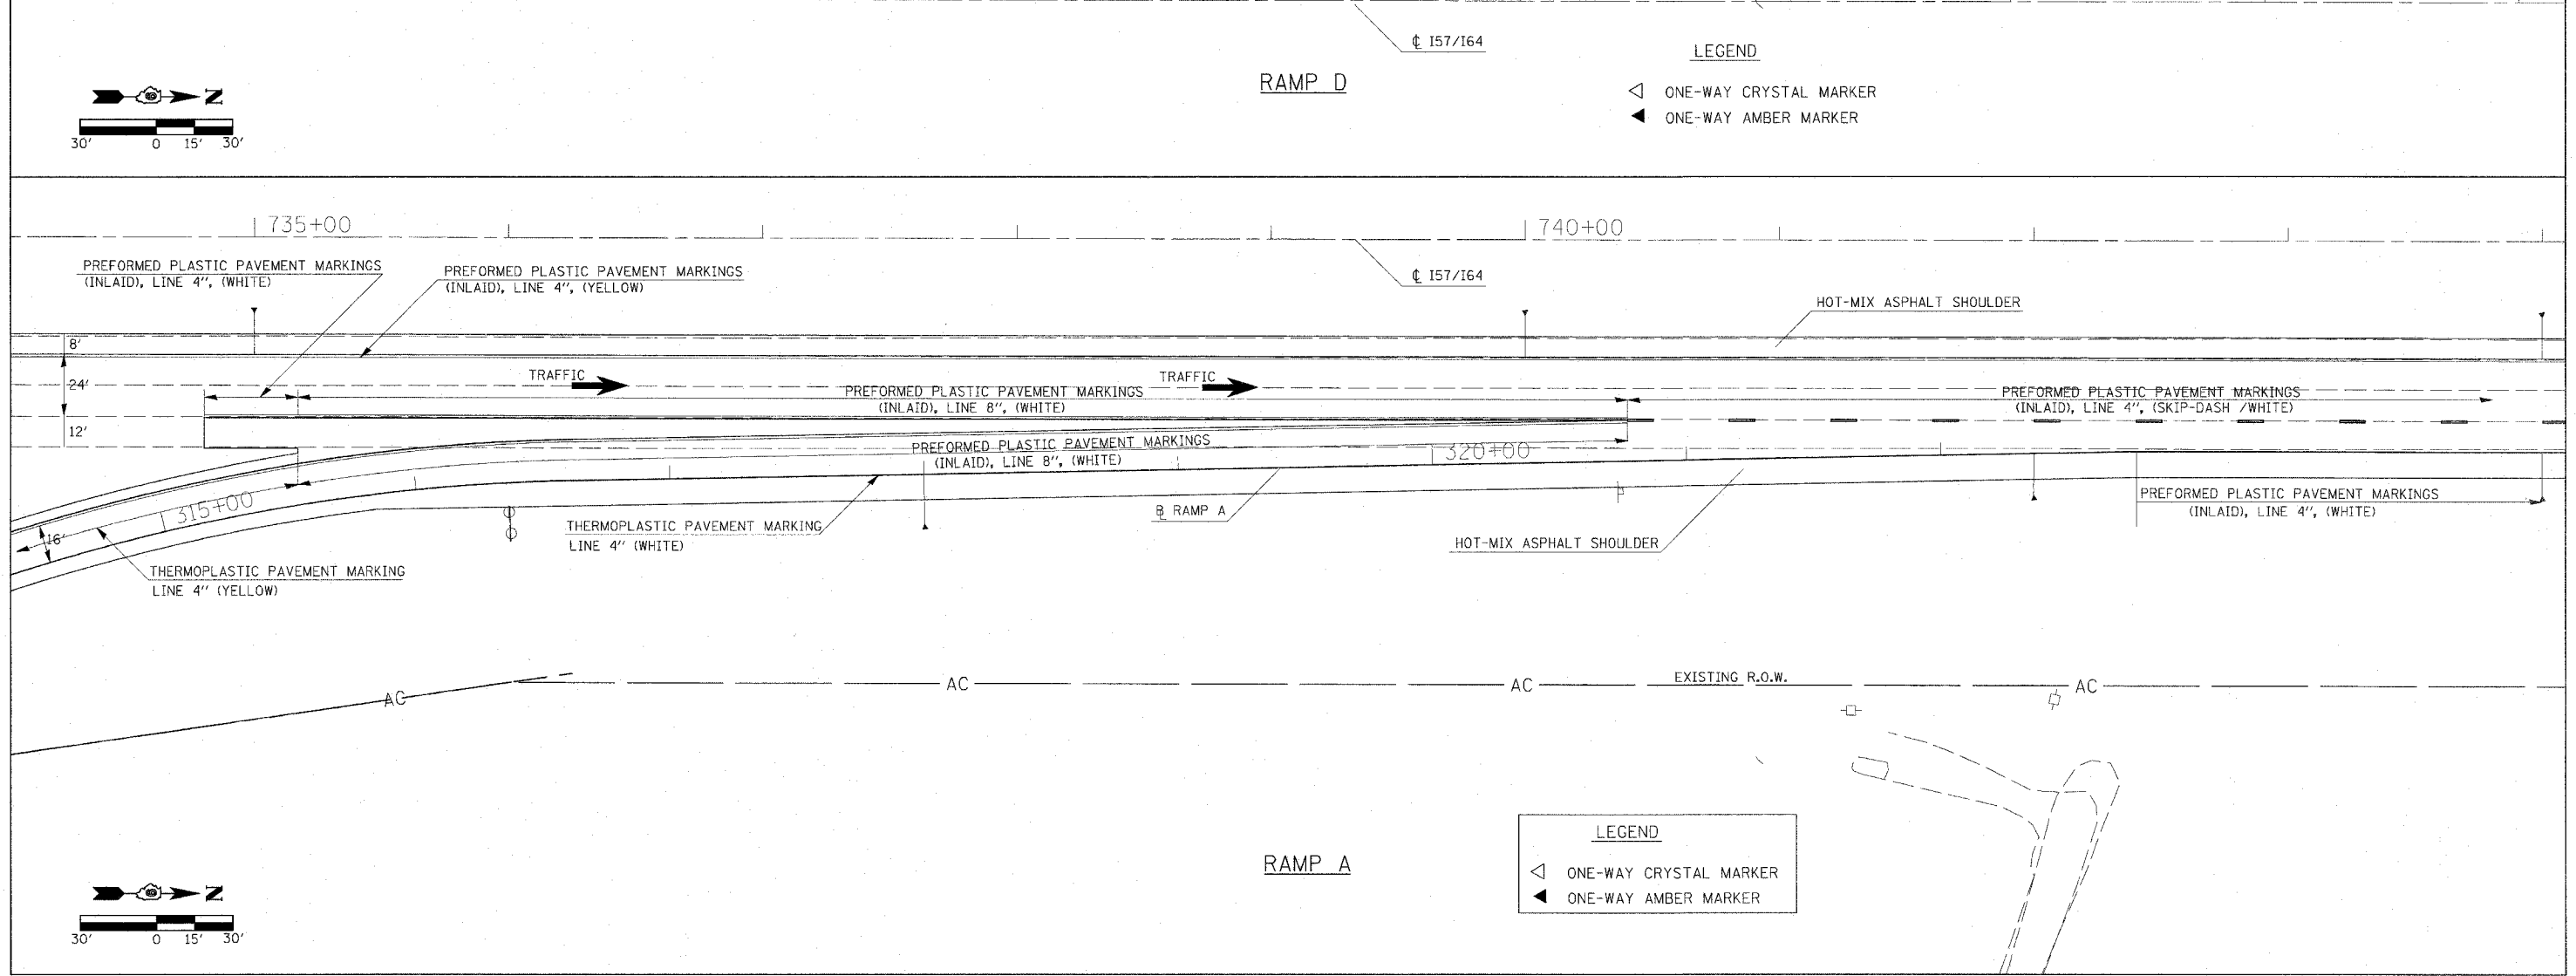 ℄ I57/I64
LEGEND
RAMP D
ONE-WAY CRYSTAL MARKER
ONE-WAY AMBER MARKER
N
30' 0 15' 30'
735+00
740+00
PREFORMED PLASTIC PAVEMENT MARKINGS
(INLAID), LINE 4", (WHITE)
PREFORMED PLASTIC PAVEMENT MARKINGS
(INLAID), LINE 4", (YELLOW)
℄ I57/I64
HOT-MIX ASPHALT SHOULDER
8'
24'
12'
TRAFFIC
TRAFFIC
PREFORMED PLASTIC PAVEMENT MARKINGS
(INLAID), LINE 8", (WHITE)
PREFORMED PLASTIC PAVEMENT MARKINGS
(INLAID), LINE 4", (SKIP-DASH /WHITE)
PREFORMED PLASTIC PAVEMENT MARKINGS
(INLAID), LINE 8", (WHITE)
320+00
315+00
16'
THERMOPLASTIC PAVEMENT MARKING
LINE 4" (WHITE)
B RAMP A
HOT-MIX ASPHALT SHOULDER
PREFORMED PLASTIC PAVEMENT MARKINGS
(INLAID), LINE 4", (WHITE)
THERMOPLASTIC PAVEMENT MARKING
LINE 4" (YELLOW)
AC
AC
AC
EXISTING R.O.W.
AC
LEGEND
RAMP A
ONE-WAY CRYSTAL MARKER
ONE-WAY AMBER MARKER
N
30' 0 15' 30'